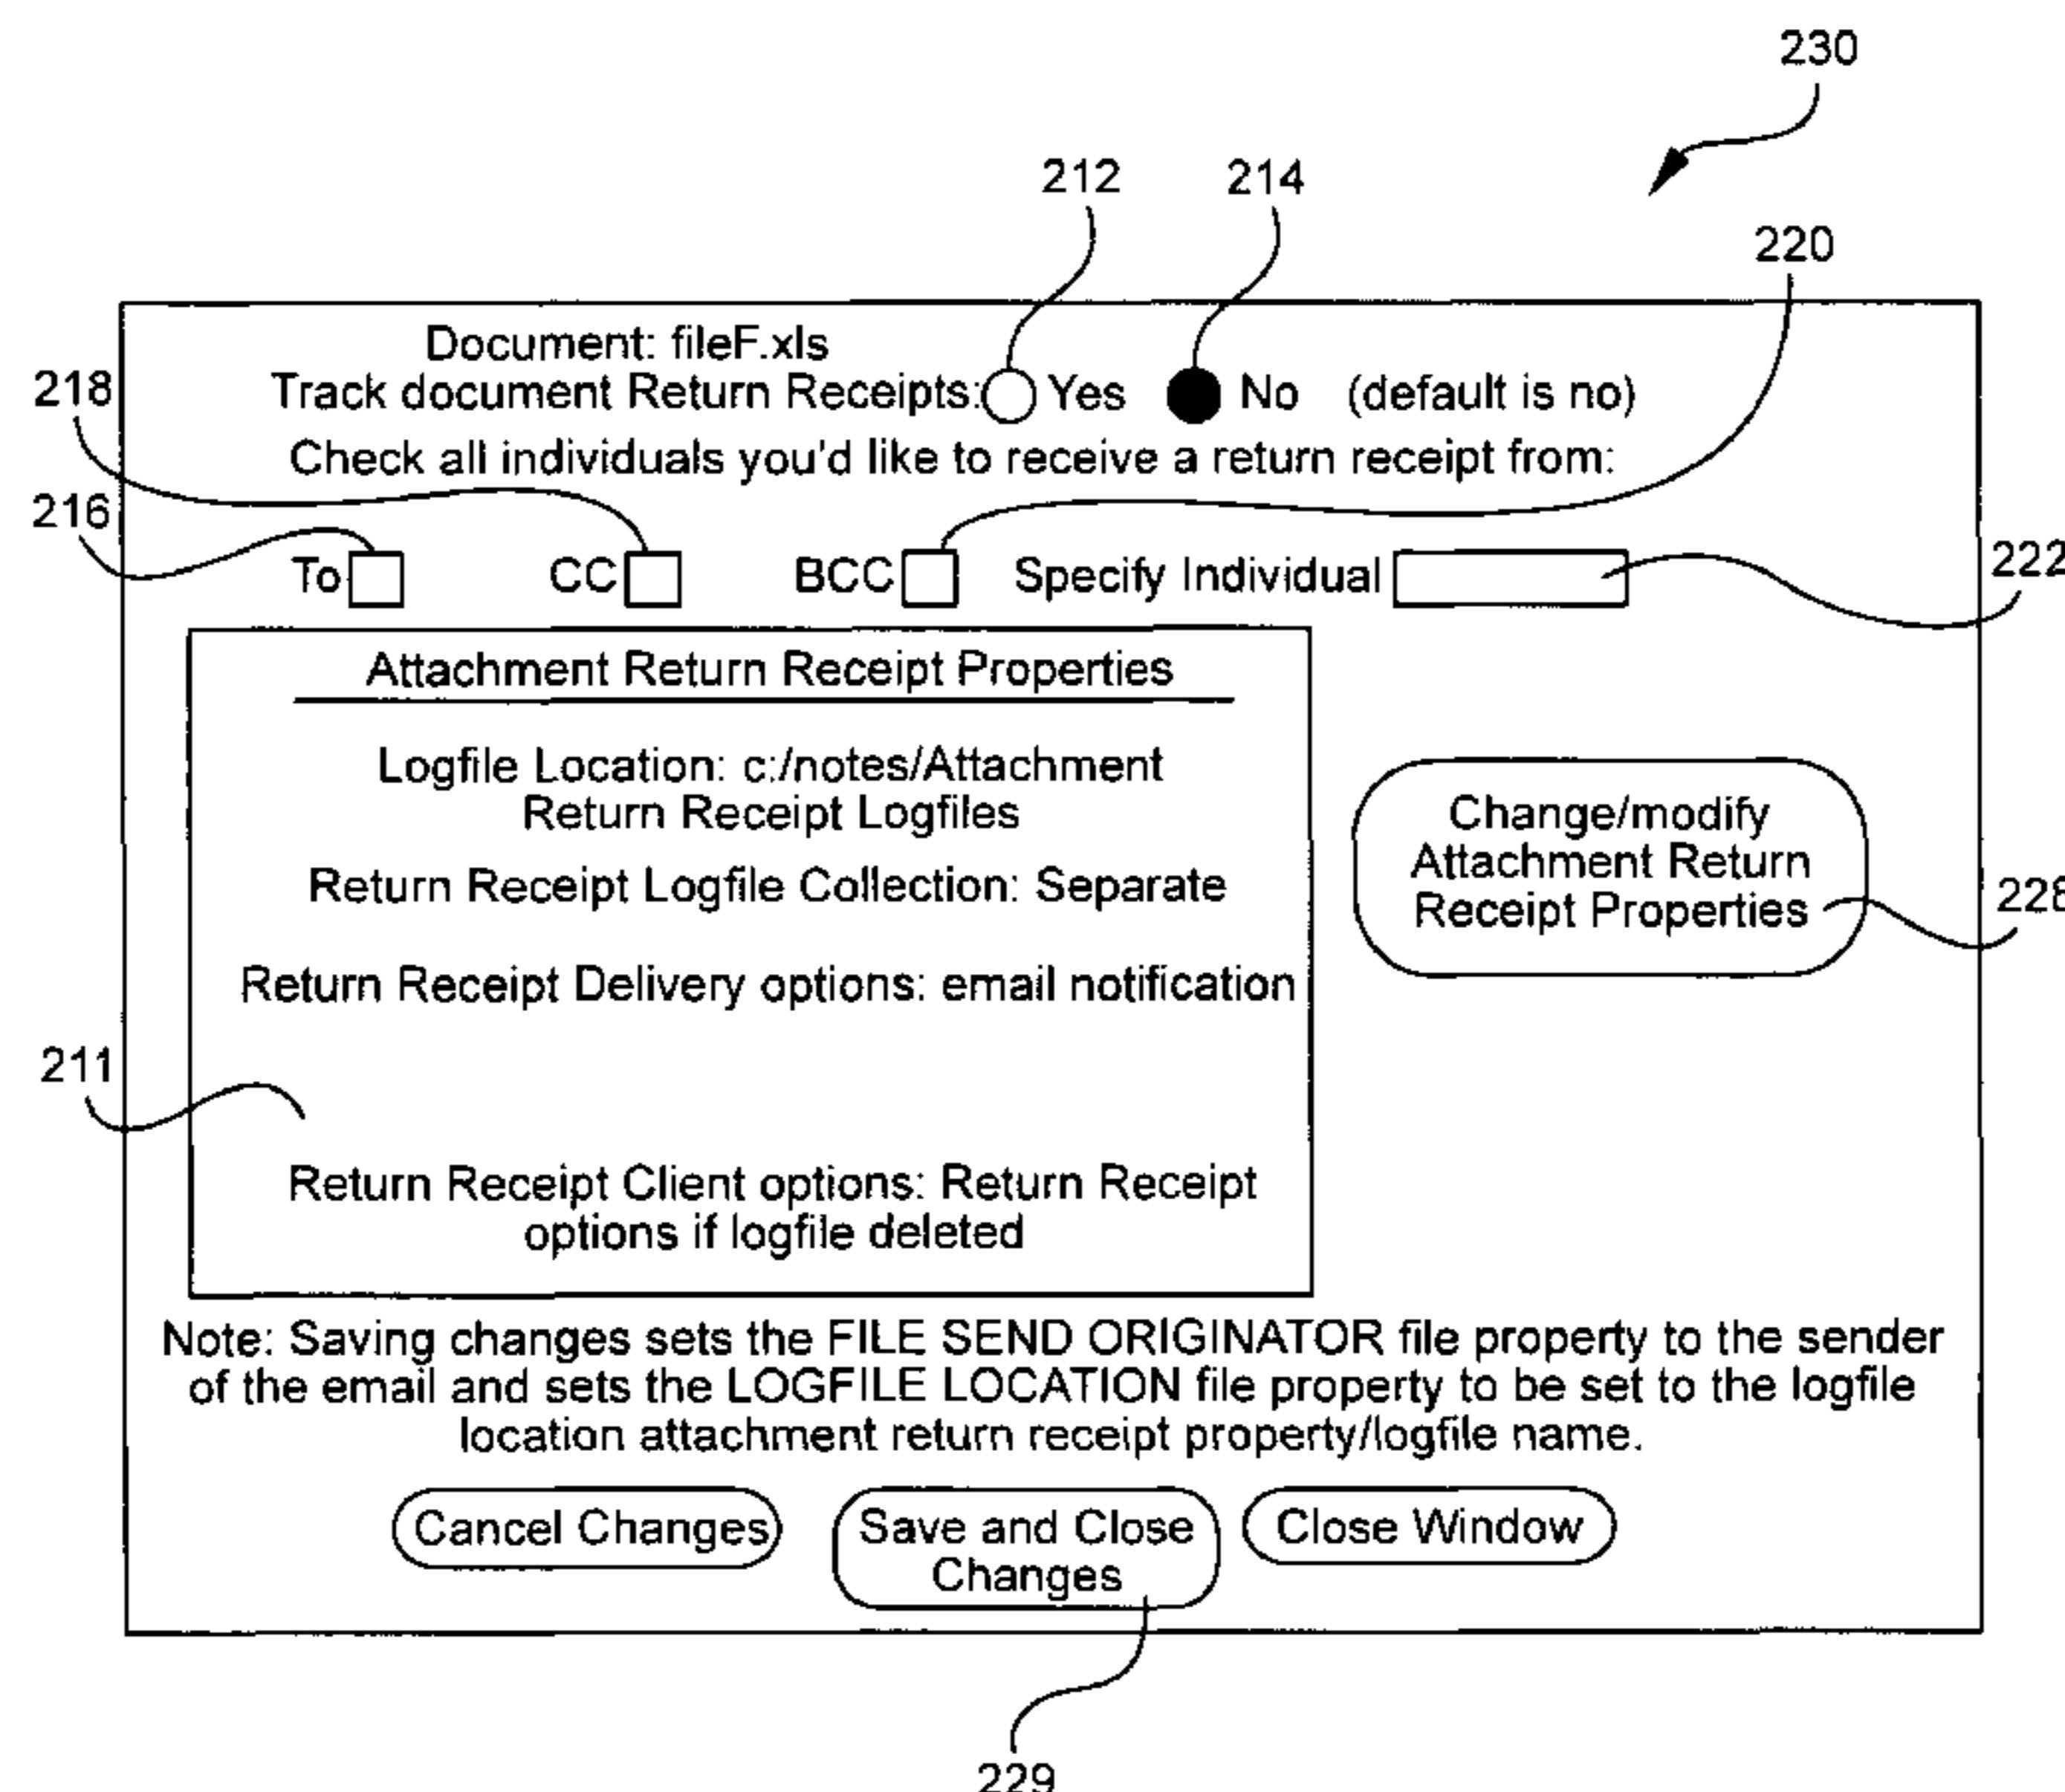 230
212
214
220
Document: fileF.xls
218
Track document Return Receipts: Yes No (default is no)
Check all individuals you'd like to receive a return receipt from:
216
To CC BCC Specify Individual
222
Attachment Return Receipt Properties
Logfile Location: c:/notes/Attachment
Return Receipt Logfiles
Return Receipt Logfile Collection: Separate
Return Receipt Delivery options: email notification
Change/modify
Attachment Return
Receipt Properties
228
211
Return Receipt Client options: Return Receipt
options if logfile deleted
Note: Saving changes sets the FILE SEND ORIGINATOR file property to the sender
of the email and sets the LOGFILE LOCATION file property to be set to the logfile
location attachment return receipt property/logfile name.
Cancel Changes
Save and Close
Changes
Close Window
229